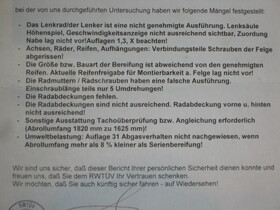 bei der von uns durchgeführten Untersuchung haben wir folgende Mängel festgestellt:
- Das Lenkrad/der Lenker ist eine nicht genehmigte Ausführung. Lenksäule
Höhenspiel, Geschwindigkeitsanzeige nicht ausreichend sichtbar, Zuordnung
Nabe lag nicht vor/Auflagen 1,3, X beachten!
- Achsen, Räder, Reifen, Aufhängungen: Verbindungsteile Schrauben der Felge
abgerissen!
- Die Größe bzw. Bauart der Bereifung ist abweichend von den genehmigten
Reifen. Aktuelle Reifenfreigabe für Montierbarkeit a. Felge lag nicht vor!
- Die Radmuttern / Radschrauben haben eine falsche Ausführung.
Einschraublänge teils nur 5 Umdrehungen!
- Die Radabdeckungen fehlen.
- Die Radabdeckungen sind nicht ausreichend. Radabdeckung vorne u. hinten
nicht ausreichend!
- Sonstige Ausstattung Tachoüberprüfung bzw. Angleichung erforderlich
(Abrollumfang 1820 mm zu 1625 mm)!
- Umweltbelastung: Auflage 31 Abgasverhalten nicht nachgewiesen, wenn
Abrollumfang mehr als 8 % kleiner als Serienbereifung!
Wir sind uns sicher, daß dieser Bericht Ihrer persönlichen Sicherheit dienen konnte und
freuen uns, daß Sie dem RWTÜV Ihr Vertrauen schenken.
Wir möchten, daß Sie auch künftig sicher fahren - auf Wiedersehen!
RWTÜV